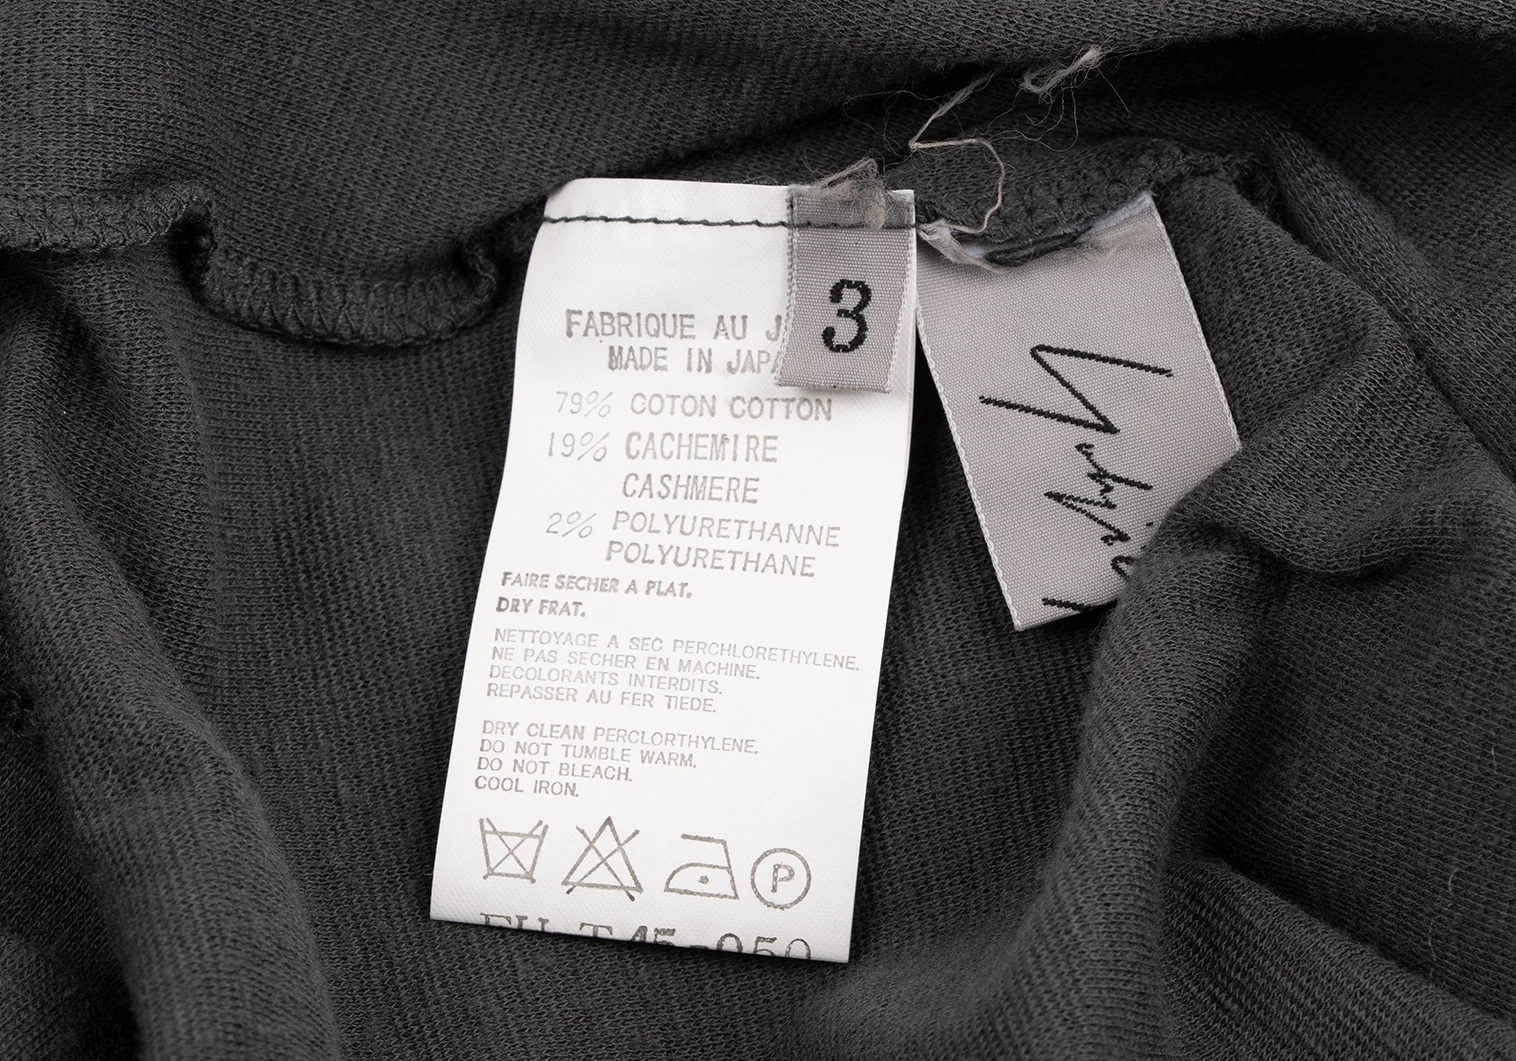 3
FABRIQUE AU
MADE IN
79% COTON COTTON
19% CACHEMIRE
CASHMERE
2% POLYURETHANNE
POLYURETHANE
FAIRE SECHER A PLAT.
DRY FRAT.
NETTOYAGE A SEC PERCHLORETHYLENE.
NE PAS SECHER EN MACHINE.
DECOLORANTS INTERDITS.
REPASSER AU FER TIEDE.
DRY CLEAN PERCLORTHYLENE.
DO NOT TUMBLE WARM.
DO NOT BLEACH.
COOL IRON.
P